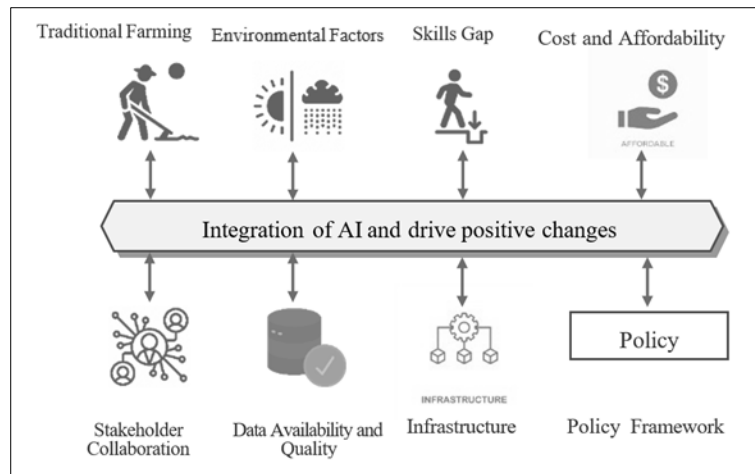 Traditional Farming
Environmental Factors
Skills Gap
Cost and Affordability
$
AFFORDABLE
Integration of AI and drive positive changes
Policy
INFRASTRUCTURE
Stakeholder
Collaboration
Data Availability and
Quality
Infrastructure
Policy Framework